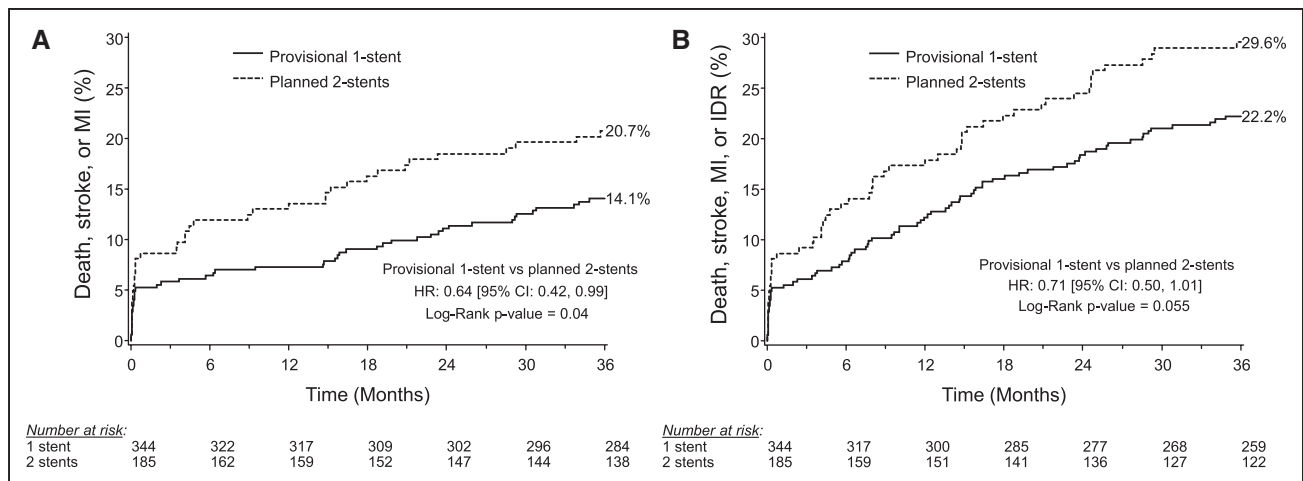 A
Death, stroke, or MI (%)
30
25
20
15
10
5
0
Provisional 1-stent
Planned 2-stents
20.7%
14.1%
Provisional 1-stent vs planned 2-stents
HR: 0.64 [95% CI: 0.42, 0.99]
Log-Rank p-value = 0.04
0 6 12 18 24 30 36
Time (Months)
Number at risk:
1 stent 344 322 317 309 302 296 284
2 stents 185 162 159 152 147 144 138
B
Death, stroke, MI, or IDR (%)
30
25
20
15
10
5
0
Provisional 1-stent
Planned 2-stents
29.6%
22.2%
Provisional 1-stent vs planned 2-stents
HR: 0.71 [95% CI: 0.50, 1.01]
Log-Rank p-value = 0.055
0 6 12 18 24 30 36
Time (Months)
Number at risk:
1 stent 344 317 300 285 277 268 259
2 stents 185 159 151 141 136 127 122